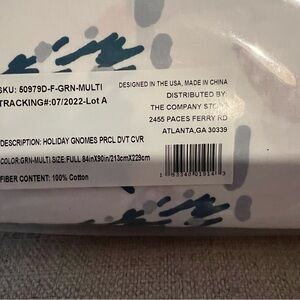 SKU: 50979D-F-GRN-MULTI
TRACKING#:07/2022-Lot A
DESIGNED IN THE USA, MADE IN CHINA
DISTRIBUTED BY:
THE COMPANY STORE
2455 PACES FERRY RD
ATLANTA,GA 30339
DESCRIPTION: HOLIDAY GNOMES PRCL DVT CVR
COLOR:GRN-MULTI SIZE:FULL 84inX90in/213cmX229cm
FIBER CONTENT: 100% Cotton